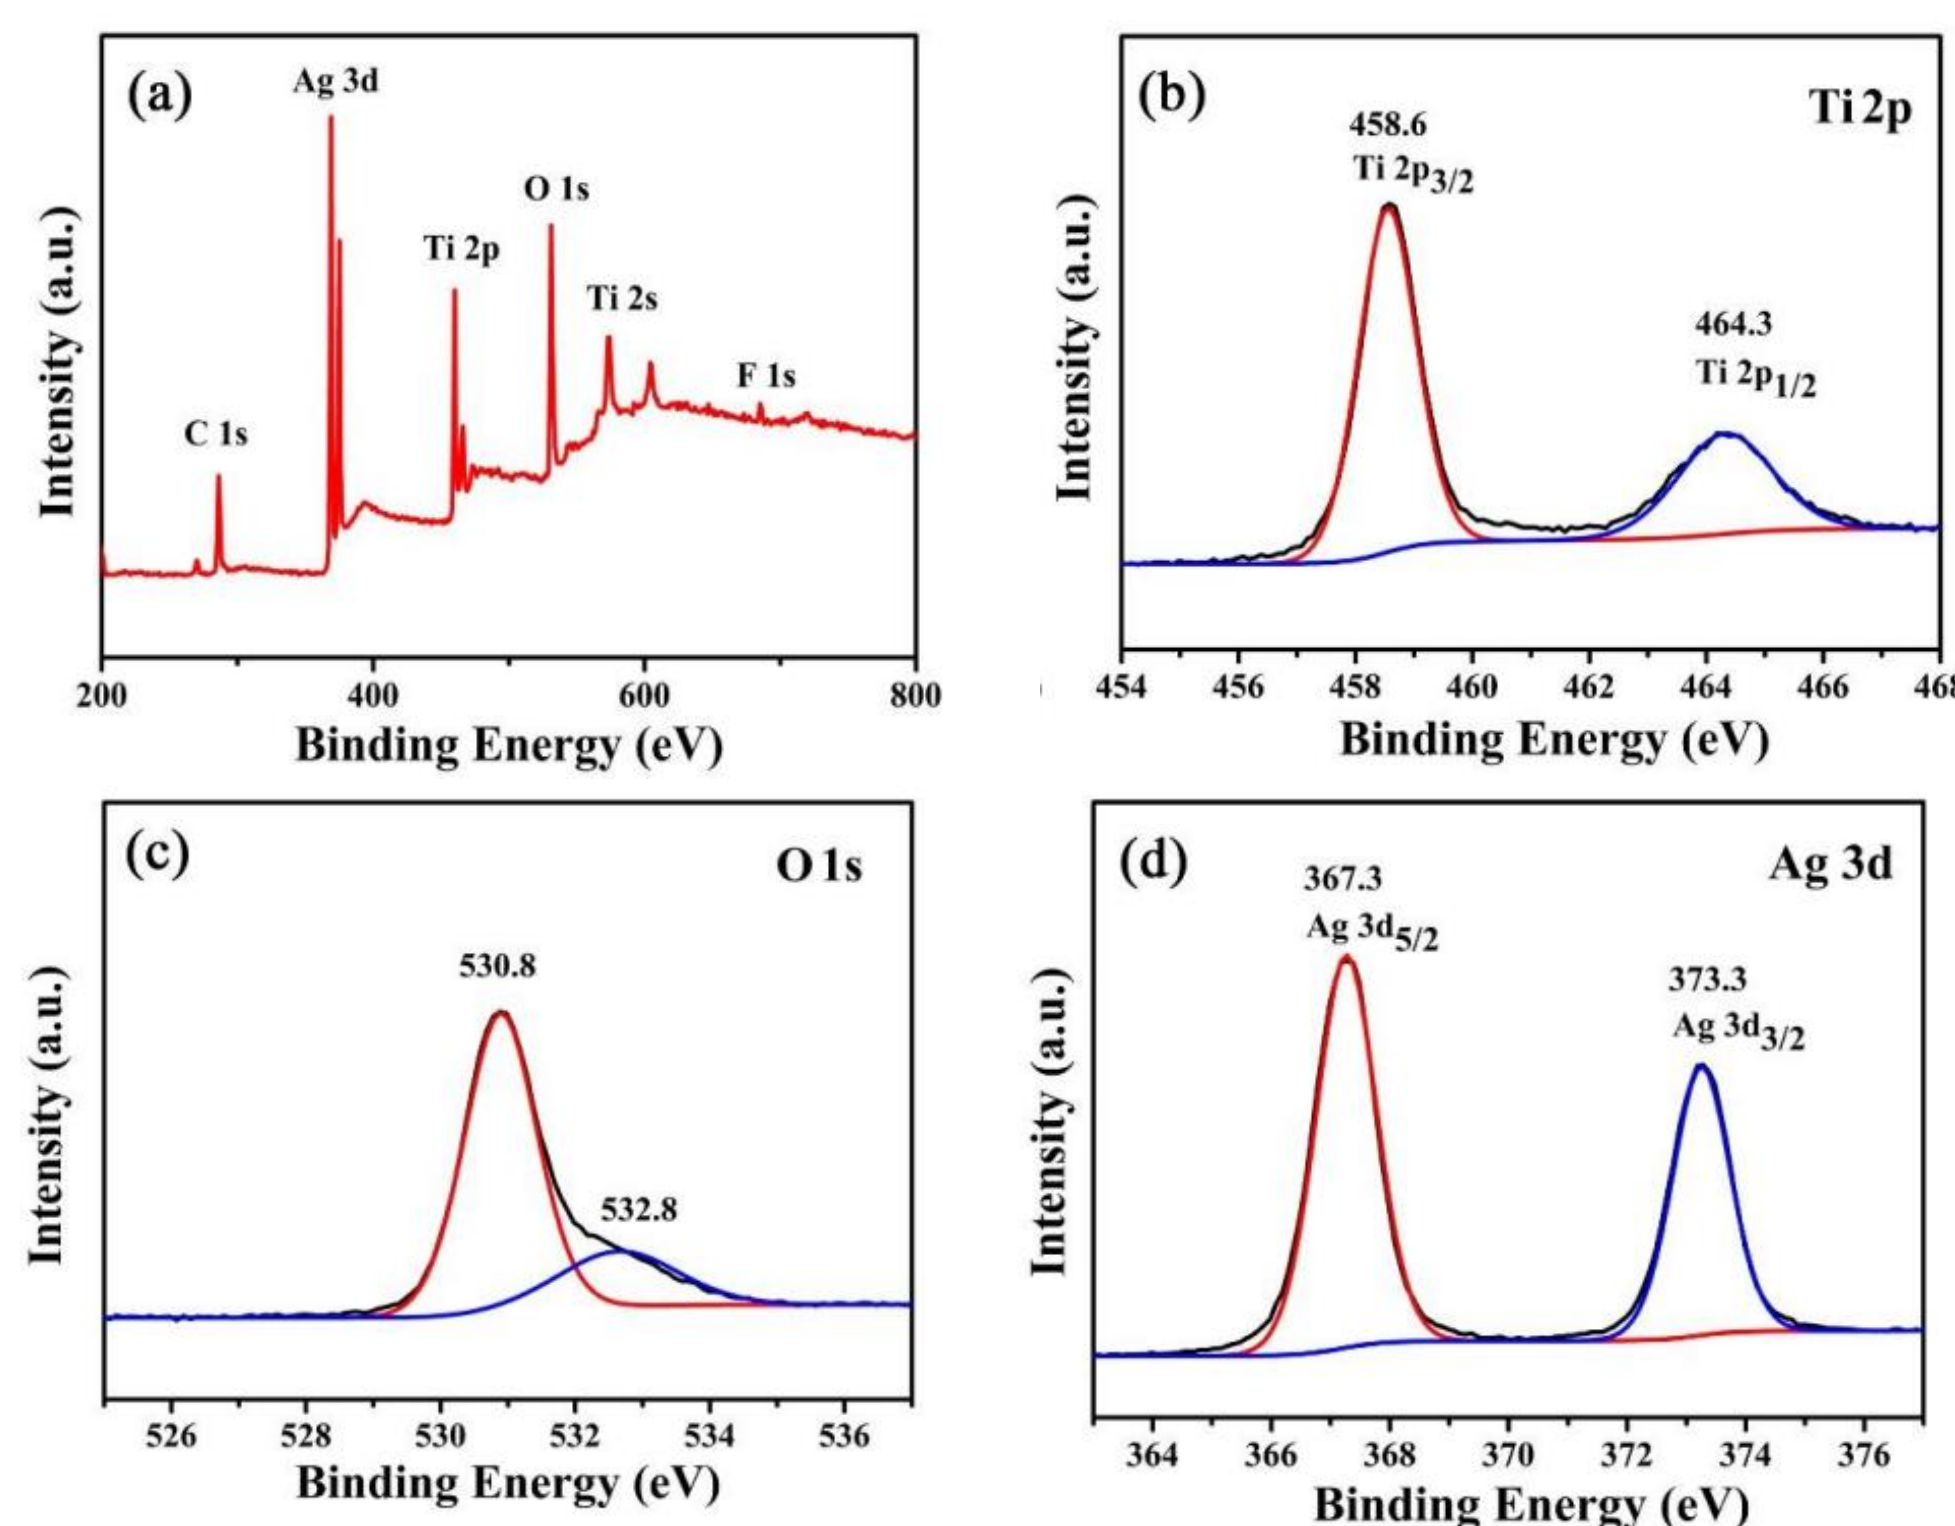 (a)
Ag 3d
O 1s
Ti 2p
Ti 2s
F 1s
C 1s
Intensity (a.u.)
200 400 600 800
Binding Energy (eV)
(b)
Ti 2p
458.6
Ti 2p3/2
464.3
Ti 2p1/2
Intensity (a.u.)
454 456 458 460 462 464 466
Binding Energy (eV)
(c)
O 1s
530.8
532.8
Intensity (a.u.)
526 528 530 532 534 536
Binding Energy (eV)
(d)
Ag 3d
367.3
Ag 3d5/2
373.3
Ag 3d3/2
Intensity (a.u.)
364 366 368 370 372 374 376
Binding Energy (eV)